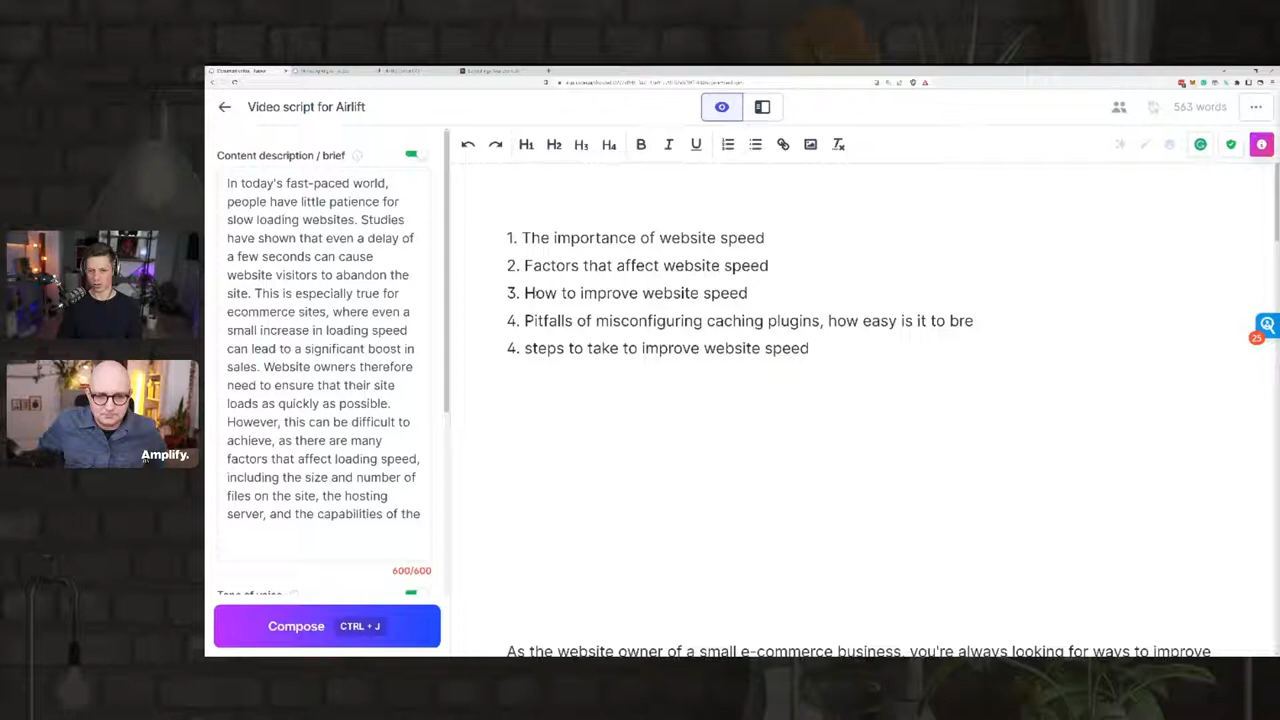 Video script for Airlift
563 words
Content description / brief
In today's fast-paced world,
people have little patience for
slow loading websites. Studies
have shown that even a delay of
a few seconds can cause
website visitors to abandon the
site. This is especially true for
ecommerce sites, where even a
small increase in loading speed
can lead to a significant boost in
sales. Website owners therefore
need to ensure that their site
loads as quickly as possible.
However, this can be difficult to
achieve, as there are many
factors that affect loading speed,
including the size and number of
files on the site, the hosting
server, and the capabilities of the
600/600
Tone of voice
Compose CTRL + J
H1 H2 H3 H4 B I U
1. The importance of website speed
2. Factors that affect website speed
3. How to improve website speed
4. Pitfalls of misconfiguring caching plugins, how easy is it to bre
4. steps to take to improve website speed
25
As the website owner of a small e-commerce business, you're always looking for ways to improve
Amplify.